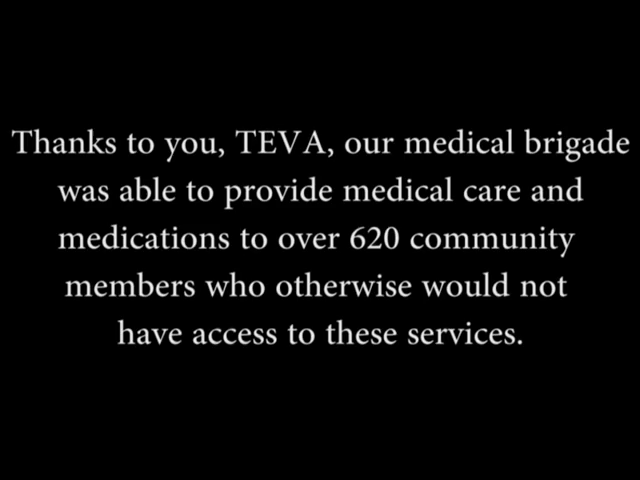 Thanks to you, TEVA, our medical brigade
was able to provide medical care and
medications to over 620 community
members who otherwise would not
have access to these services.